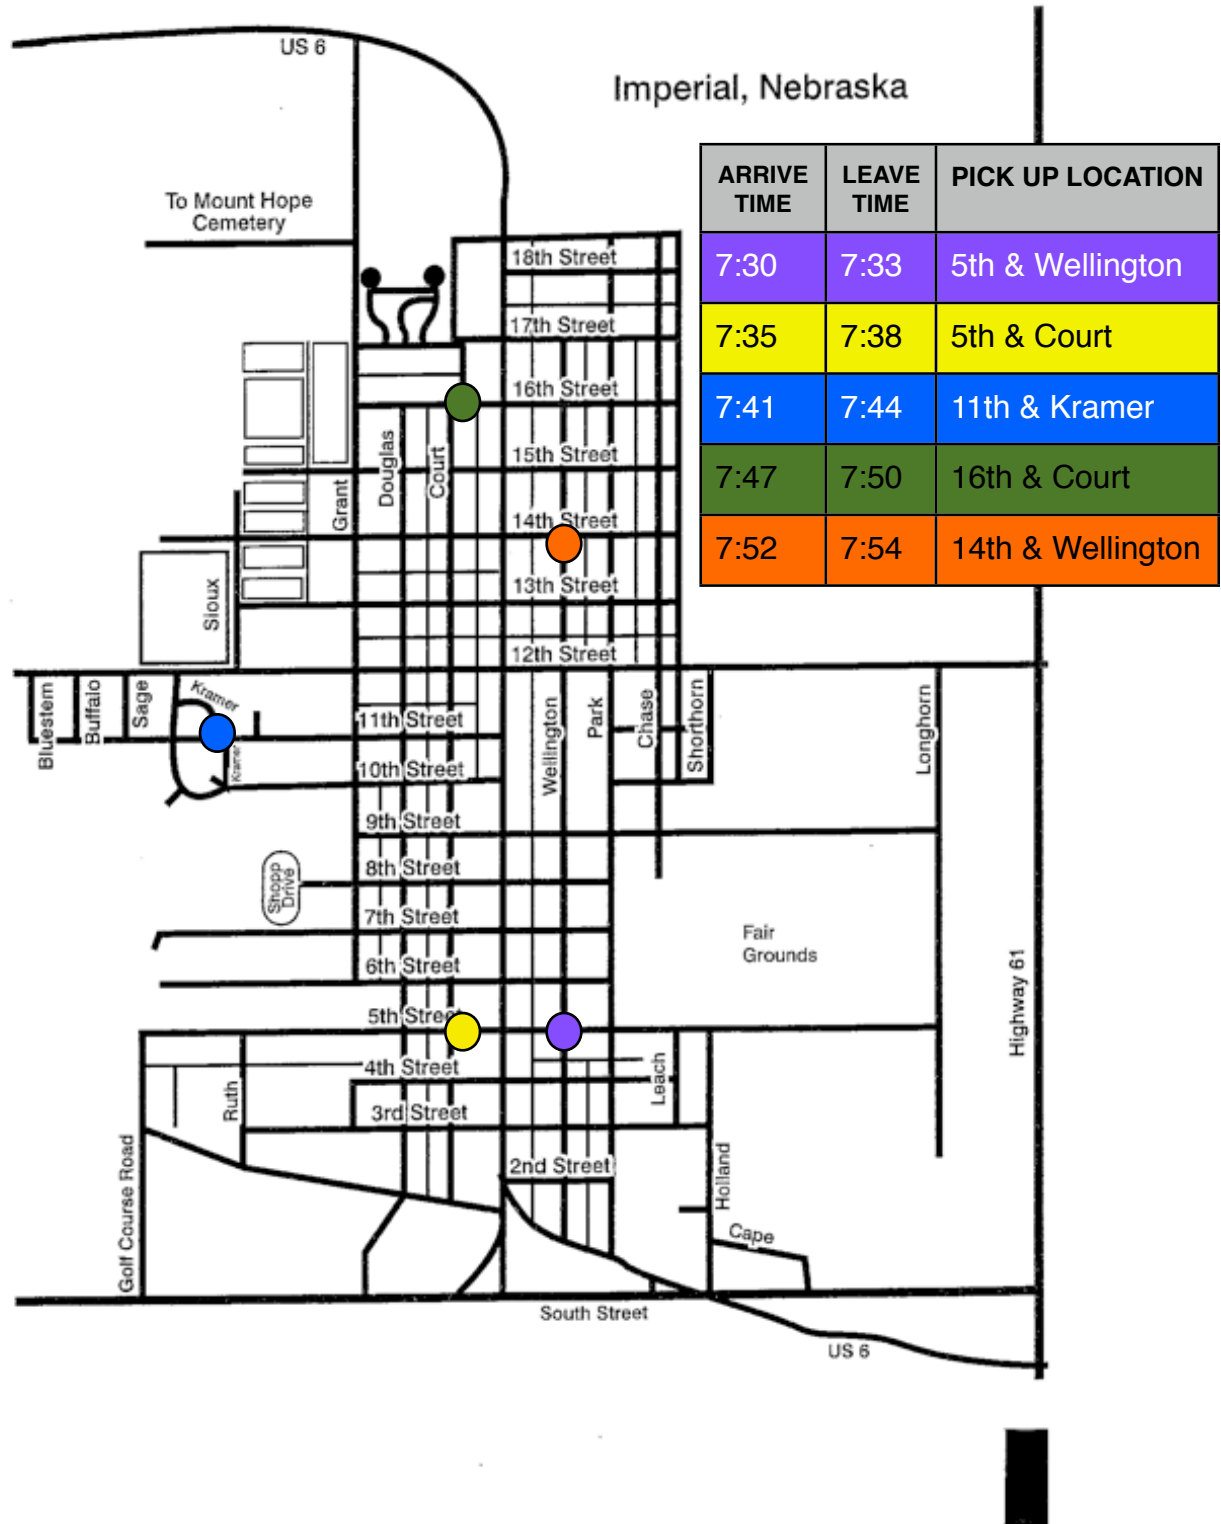 US 6
Imperial, Nebraska
ARRIVE TIME LEAVE TIME PICK UP LOCATION
7:30 7:33 5th & Wellington
7:35 7:38 5th & Court
7:41 7:44 11th & Kramer
7:47 7:50 16th & Court
7:52 7:54 14th & Wellington
To Mount Hope
Cemetery
18th Street
17th Street
16th Street
Douglas
Court
15th Street
Grant
14th Street
13th Street
Sioux
12th Street
Bluestem
Buffalo
Sage
Kramer
Kramer
11th Street
Wellington
Park
Chase
Shorthorn
Longhorn
10th Street
9th Street
8th Street
Shopp
Drive
7th Street
Fair
Grounds
6th Street
Highway 61
5th Street
4th Street
Ruth
Leach
3rd Street
2nd Street
Golf Course Road
Holland
Cape
South Street
US 6